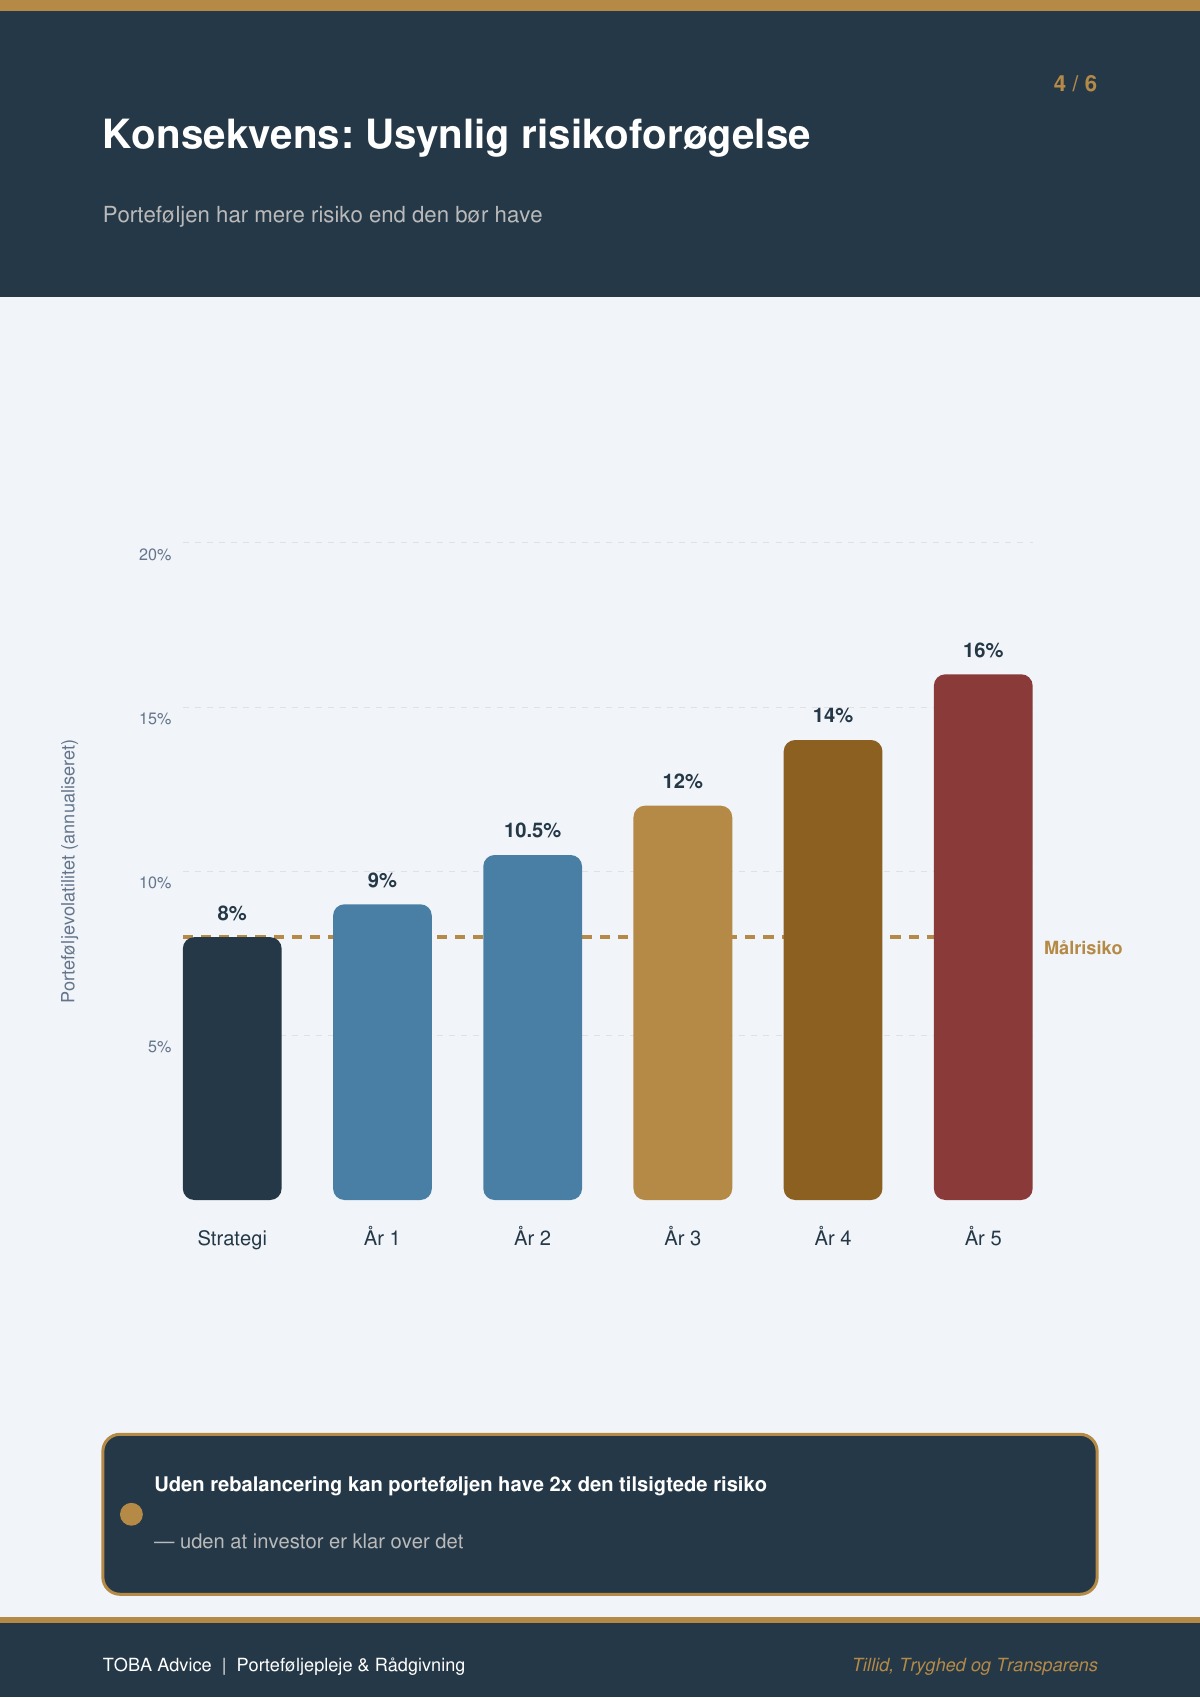 4 / 6
Konsekvens: Usynlig risikoforøgelse
Porteføljen har mere risiko end den bør have
Porteføljevolatilitet (annualiseret)
20%
15%
10%
5%
8%
9%
10.5%
12%
14%
16%
Målrisiko
Strategi
År 1
År 2
År 3
År 4
År 5
Uden rebalancering kan porteføljen have 2x den tilsigtede risiko
— uden at investor er klar over det
TOBA Advice | Porteføljepleje & Rådgivning
Tillid, Tryghed og Transparens